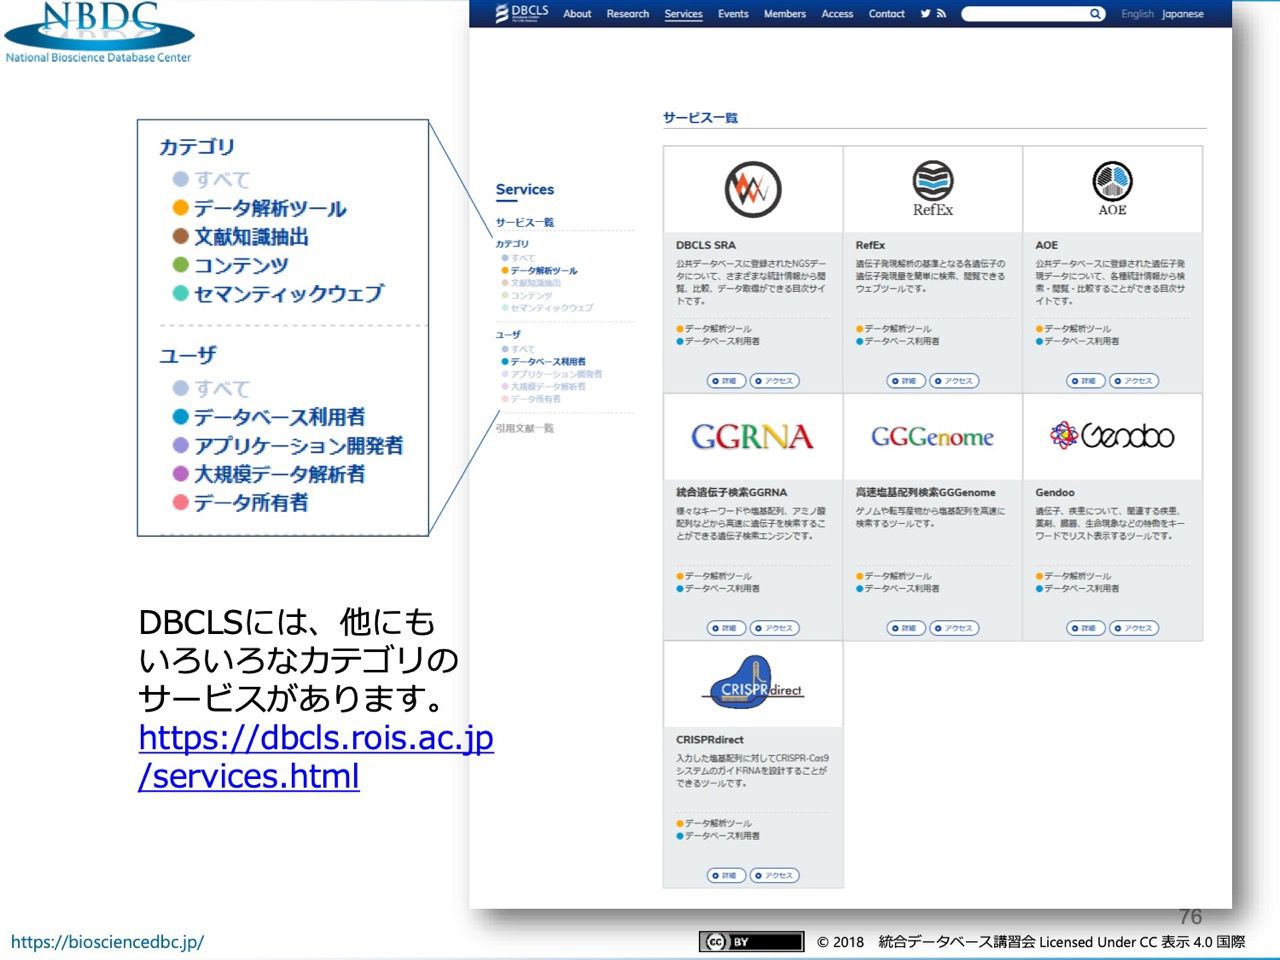 NBDC
National Bioscience Database Center
カテゴリ
すべて
データ解析ツール
文献知識抽出
コンテンツ
セマンティックウェブ
ユーザ
すべて
データベース利用者
アプリケーション開発者
大規模データ解析者
データ所有者
DBCLSには、他にも
いろいろなカテゴリの
サービスがあります。
https://dbcls.rois.ac.jp
/services.html
DBCLS About Research Services Events Members Access Contact English Japanese
Services
サービス一覧
カテゴリ
すべて
データ解析ツール
文献知識抽出
コンテンツ
セマンティックウェブ
ユーザ
すべて
データベース利用者
アプリケーション開発者
大規模データ解析者
データ所有者
引用文献一覧
サービス一覧
DBCLS SRA
公共データベースに登録されたNGSデー
タについて、さまざまな統計情報から閲
覧、比較、データ取得ができる目次サイ
トです。
データ解析ツール
データベース利用者
詳細 アクセス
RefEx
RefEx
遺伝子発現解析の基準となる各遺伝子の
遺伝子発現量を簡単に検索、閲覧できる
ウェブツールです。
データ解析ツール
データベース利用者
詳細 アクセス
AOE
AOE
公共データベースに登録された遺伝子発
現データについて、各種統計情報から検
索・閲覧・比較することができる目次サ
イトです。
データ解析ツール
データベース利用者
詳細 アクセス
GGRNA
統合遺伝子検索GGRNA
様々なキーワードや塩基配列、アミノ酸
配列などから高速に遺伝子を検索するこ
とができる遺伝子検索エンジンです。
データ解析ツール
データベース利用者
詳細 アクセス
GGGenome
高速塩基配列検索GGGenome
ゲノムや転写産物から塩基配列を高速に
検索するツールです。
データ解析ツール
データベース利用者
詳細 アクセス
Gendoo
Gendoo
遺伝子、疾患について、関連する疾患、
薬剤、臓器、生命現象などの特徴をキー
ワードでリスト表示するツールです。
データ解析ツール
データベース利用者
詳細 アクセス
CRISPRdirect
CRISPRdirect
入力した塩基配列に対してCRISPR-Cas9
システムのガイドRNAを設計することが
できるツールです。
データ解析ツール
データベース利用者
詳細 アクセス
76
https://biosciencedbc.jp/
CC BY © 2018 統合データベース講習会 Licensed Under CC 表示 4.0 国際